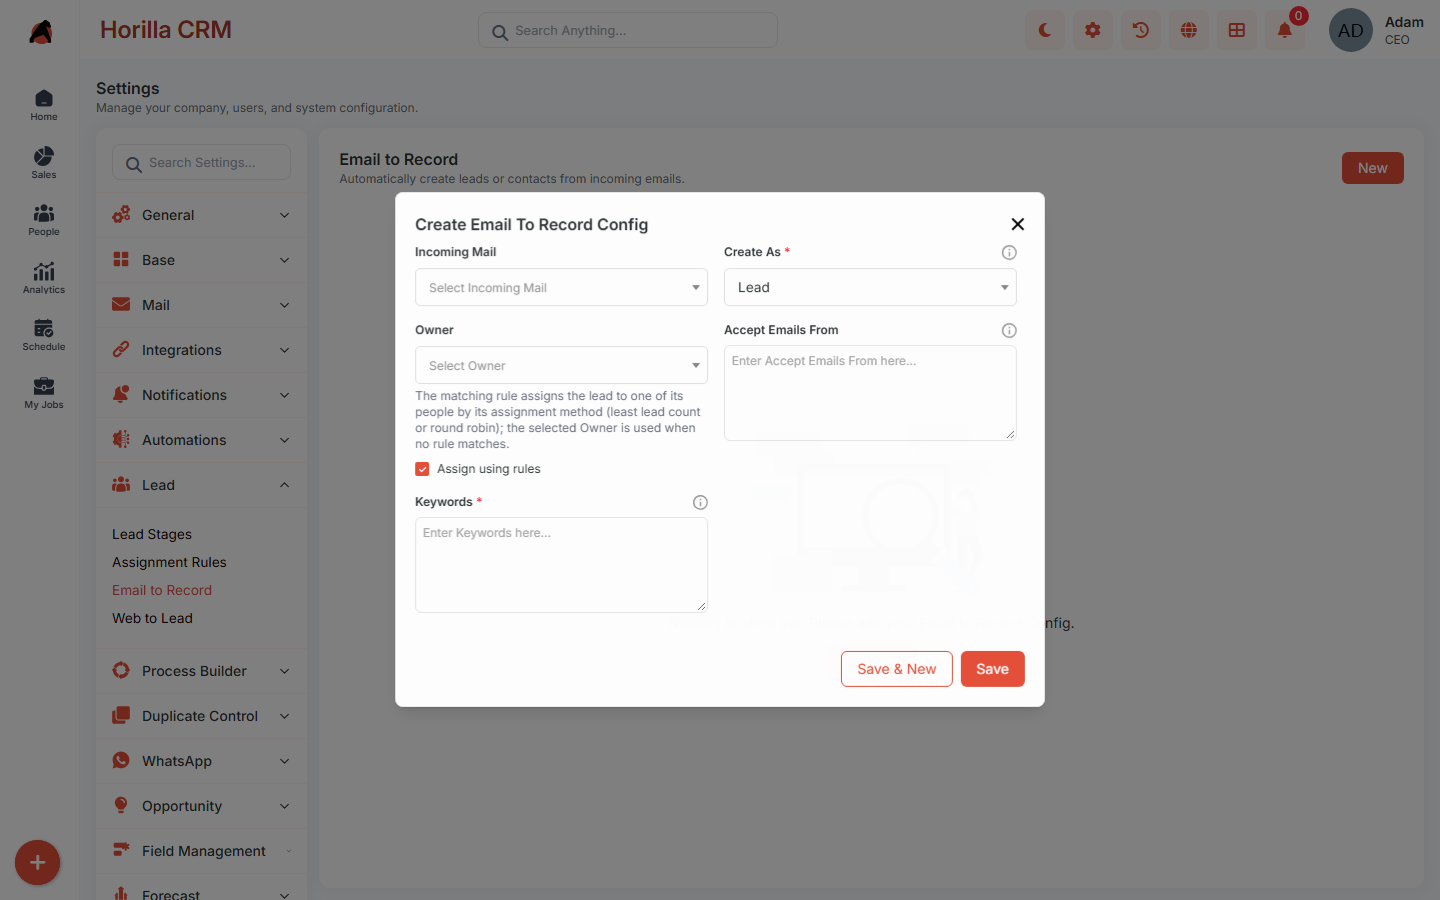 Horilla CRM
Search Anything...
0
AD
Adam
CEO
Home
Sales
People
Analytics
Schedule
My Jobs
Settings
Manage your company, users, and system configuration.
Search Settings...
General
Base
Mail
Integrations
Notifications
Automations
Lead
Lead Stages
Assignment Rules
Email to Record
Web to Lead
Process Builder
Duplicate Control
WhatsApp
Opportunity
Field Management
Forecast
Email to Record
Automatically create leads or contacts from incoming emails.
New
Create Email To Record Config
Incoming Mail
Select Incoming Mail
Create As *
Lead
Owner
Select Owner
The matching rule assigns the lead to one of its
people by its assignment method (least lead count
or round robin); the selected Owner is used when
no rule matches.
Assign using rules
Accept Emails From
Enter Accept Emails From here...
Keywords *
Enter Keywords here...
Save & New
Save
nfig.